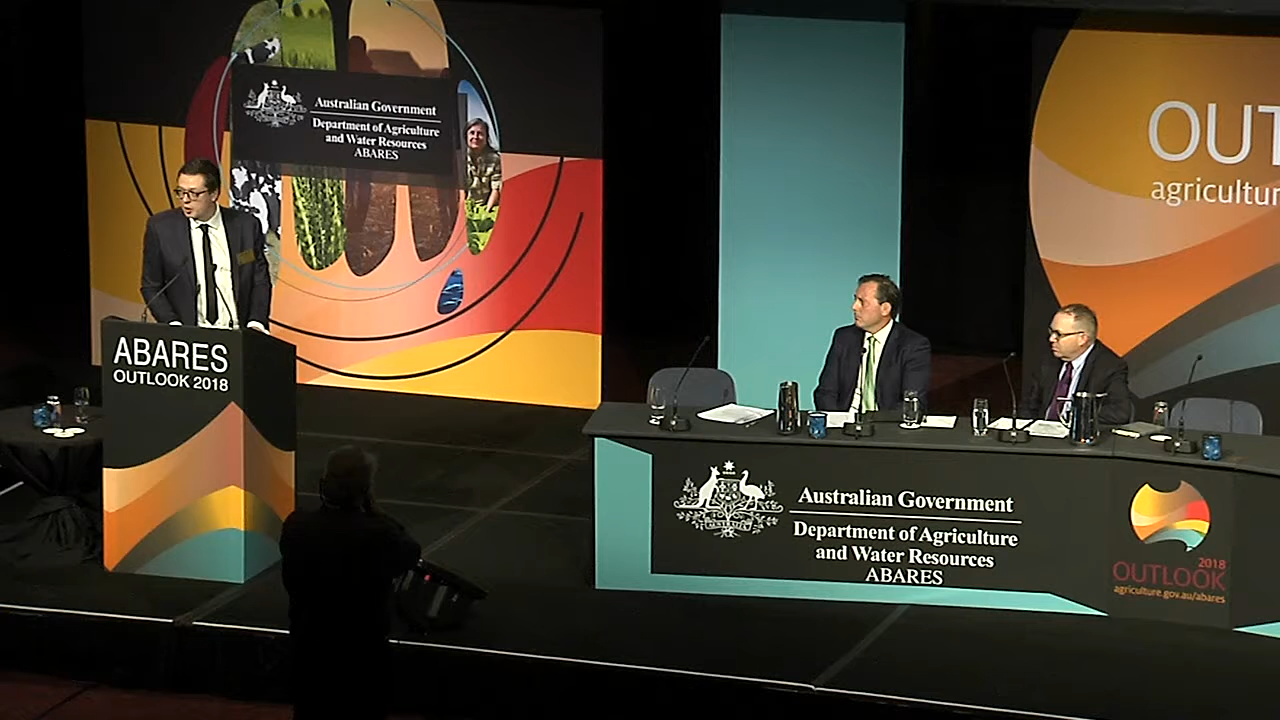 Australian Government
Department of Agriculture
and Water Resources
ABARES
OUT
agricultur
ABARES
OUTLOOK 2018
Australian Government
Department of Agriculture
and Water Resources
ABARES
2018
OUTLOOK
agriculture.gov.au/abares